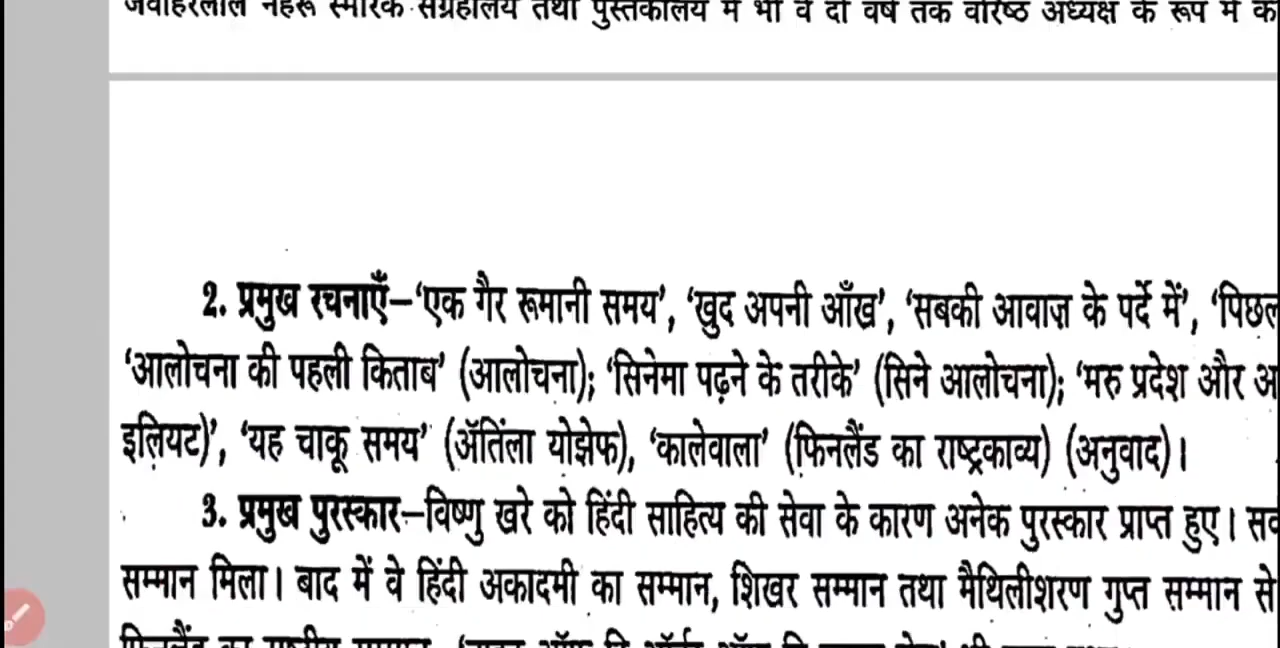 जवाहरलाल नेहरू स्मारक संग्रहालय तथा पुस्तकालय में भी वे दो वर्ष तक वरिष्ठ अध्यक्ष के रूप में
2. प्रमुख रचनाएँ–‘एक गैर रूमानी समय’, ‘खुद अपनी आँख’, ‘सबकी आवाज़ के पर्दे में’,
‘आलोचना की पहली किताब’ (आलोचना); ‘सिनेमा पढ़ने के तरीके’ (सिने आलोचना); ‘मरु प्रदेश और
इलियट)’, ‘यह चाकू समय’ (ॲतिंला योझेफ), ‘कालेवाला’ (फिनलैंड का राष्ट्रकाव्य) (अनुवाद)।
3. प्रमुख पुरस्कार–विष्णु खरे को हिंदी साहित्य की सेवा के कारण अनेक पुरस्कार प्राप्त हुए।
सम्मान मिला। बाद में वे हिंदी अकादमी का सम्मान, शिखर सम्मान तथा मैथिलीशरण गुप्त सम्मान से